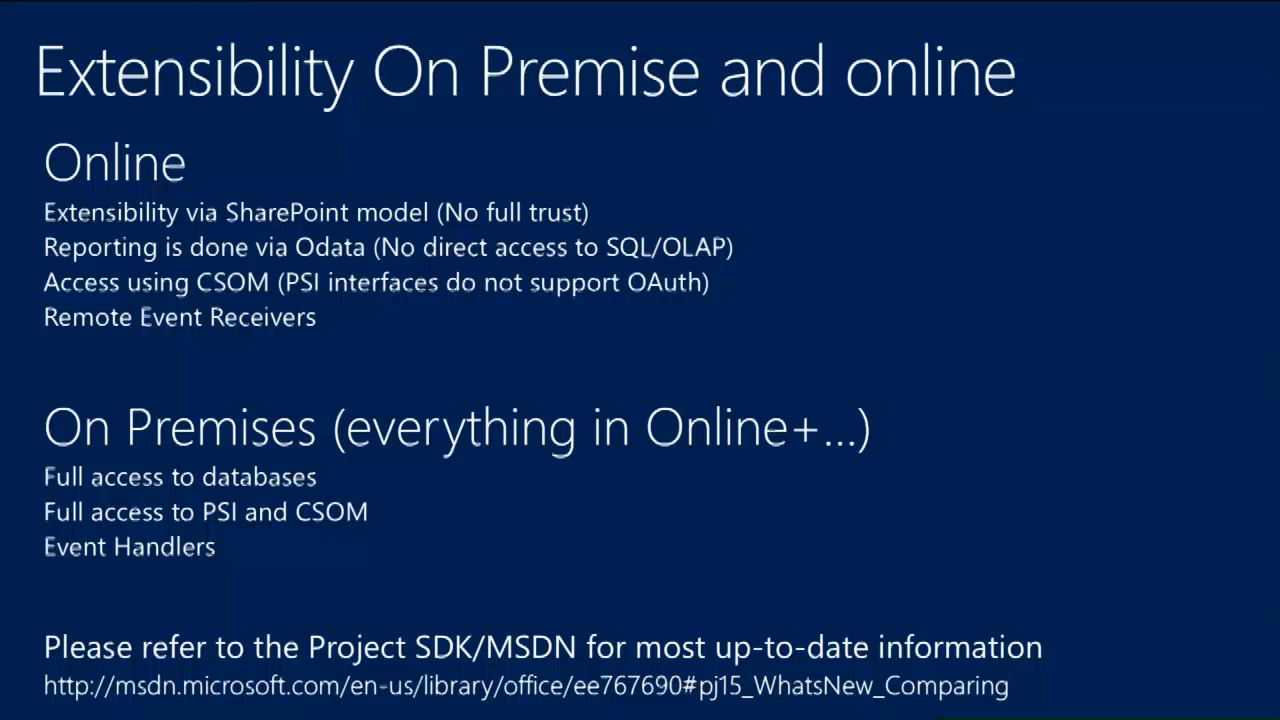 Extensibility On Premise and online
Online
Extensibility via SharePoint model (No full trust)
Reporting is done via Odata (No direct access to SQL/OLAP)
Access using CSOM (PSI interfaces do not support OAuth)
Remote Event Receivers
On Premises (everything in Online+...)
Full access to databases
Full access to PSI and CSOM
Event Handlers
Please refer to the Project SDK/MSDN for most up-to-date information
http://msdn.microsoft.com/en-us/library/office/ee767690#pj15_WhatsNew_Comparing